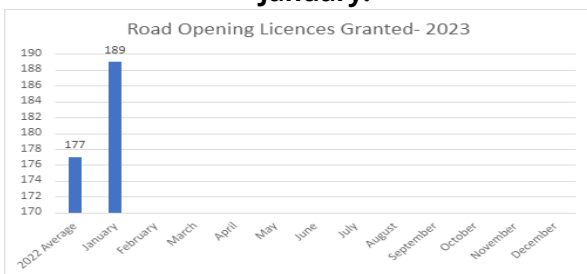 January.
Road Opening Licences Granted- 2023
190
188
186
184
182
180
178
176
174
172
170
177
189
2022 Average
January
February
March
April
May
June
July
August
September
October
November
December